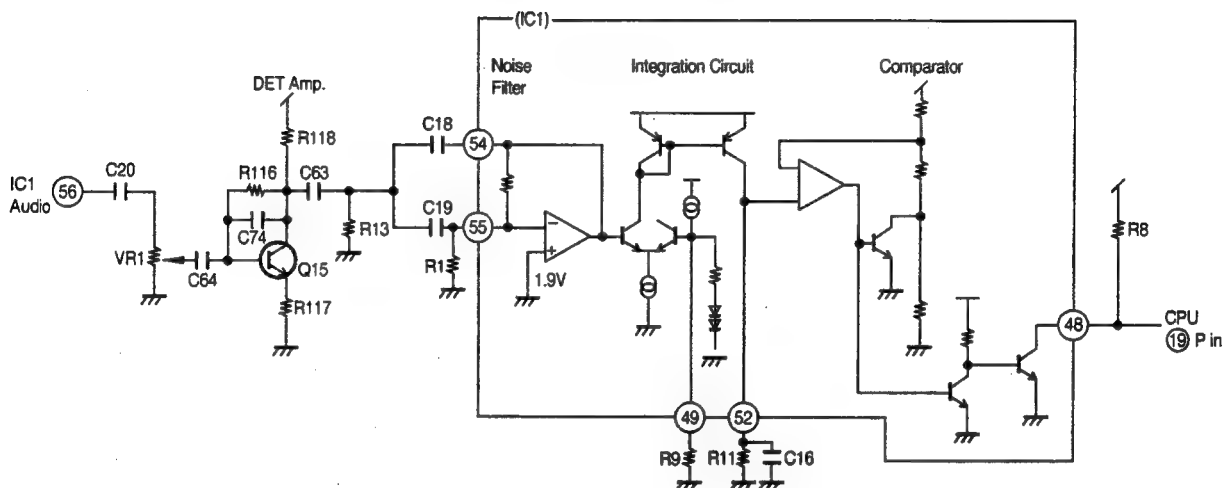 (IC1)
Noise
Filter
Integration Circuit
Comparator
DET Amp.
R118
C18
54
C20
R116
C63
IC1
Audio
56
C74
R13
C19
55
R8
VR1
C64
Q15
R1
1.9V
R117
48
CPU
19 Pin
49
52
R9
R11
C16